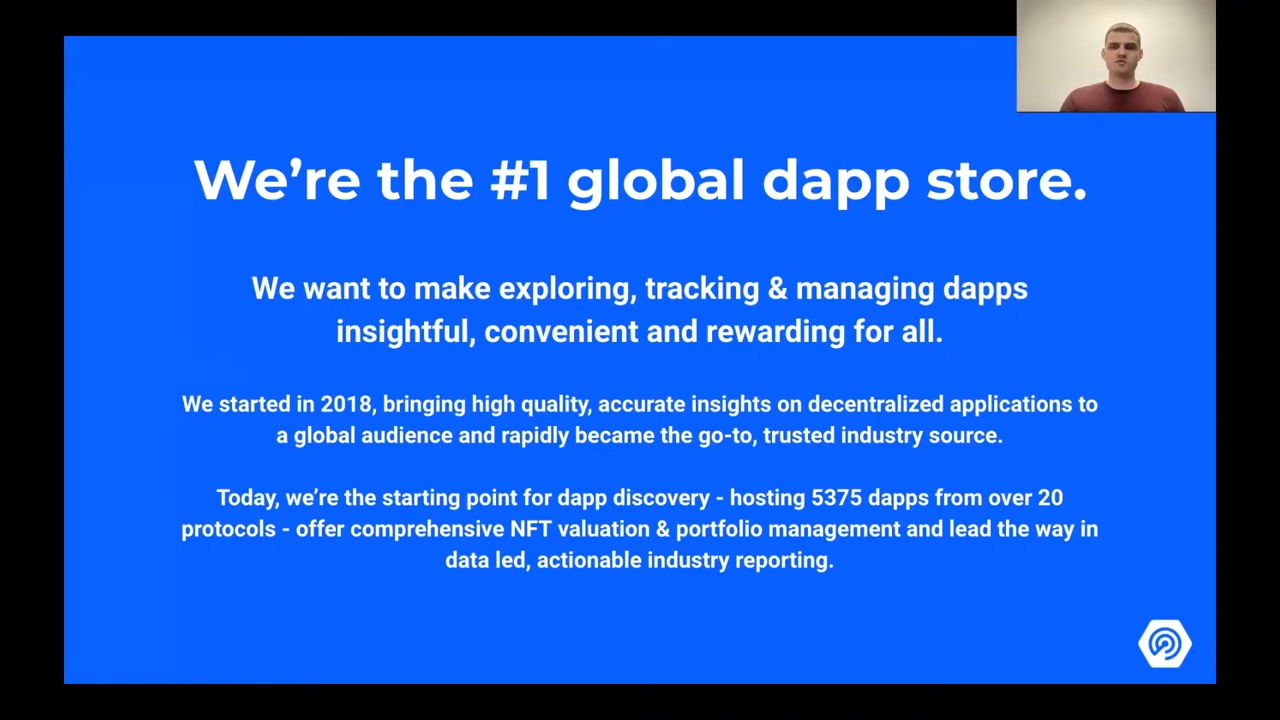 We’re the #1 global dapp store.
We want to make exploring, tracking & managing dapps
insightful, convenient and rewarding for all.
We started in 2018, bringing high quality, accurate insights on decentralized applications to
a global audience and rapidly became the go-to, trusted industry source.
Today, we’re the starting point for dapp discovery - hosting 5375 dapps from over 20
protocols - offer comprehensive NFT valuation & portfolio management and lead the way in
data led, actionable industry reporting.